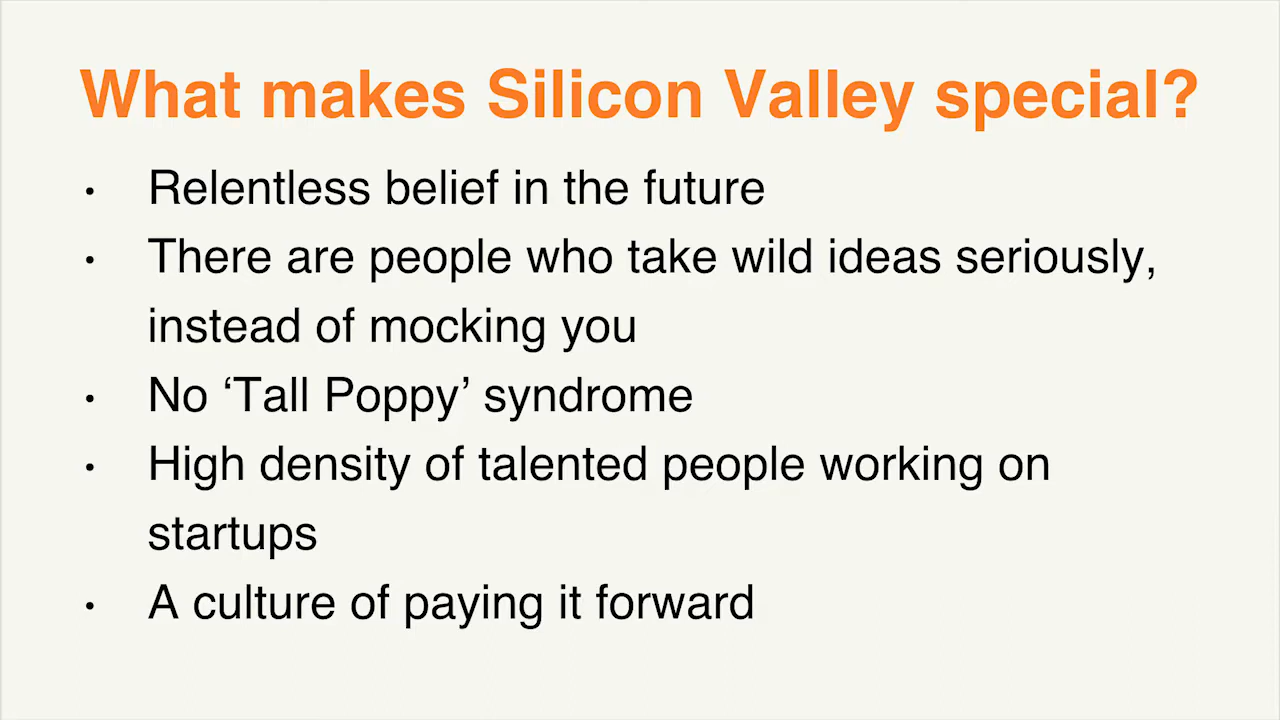 What makes Silicon Valley special?
• Relentless belief in the future
• There are people who take wild ideas seriously,
instead of mocking you
• No ‘Tall Poppy’ syndrome
• High density of talented people working on
startups
• A culture of paying it forward